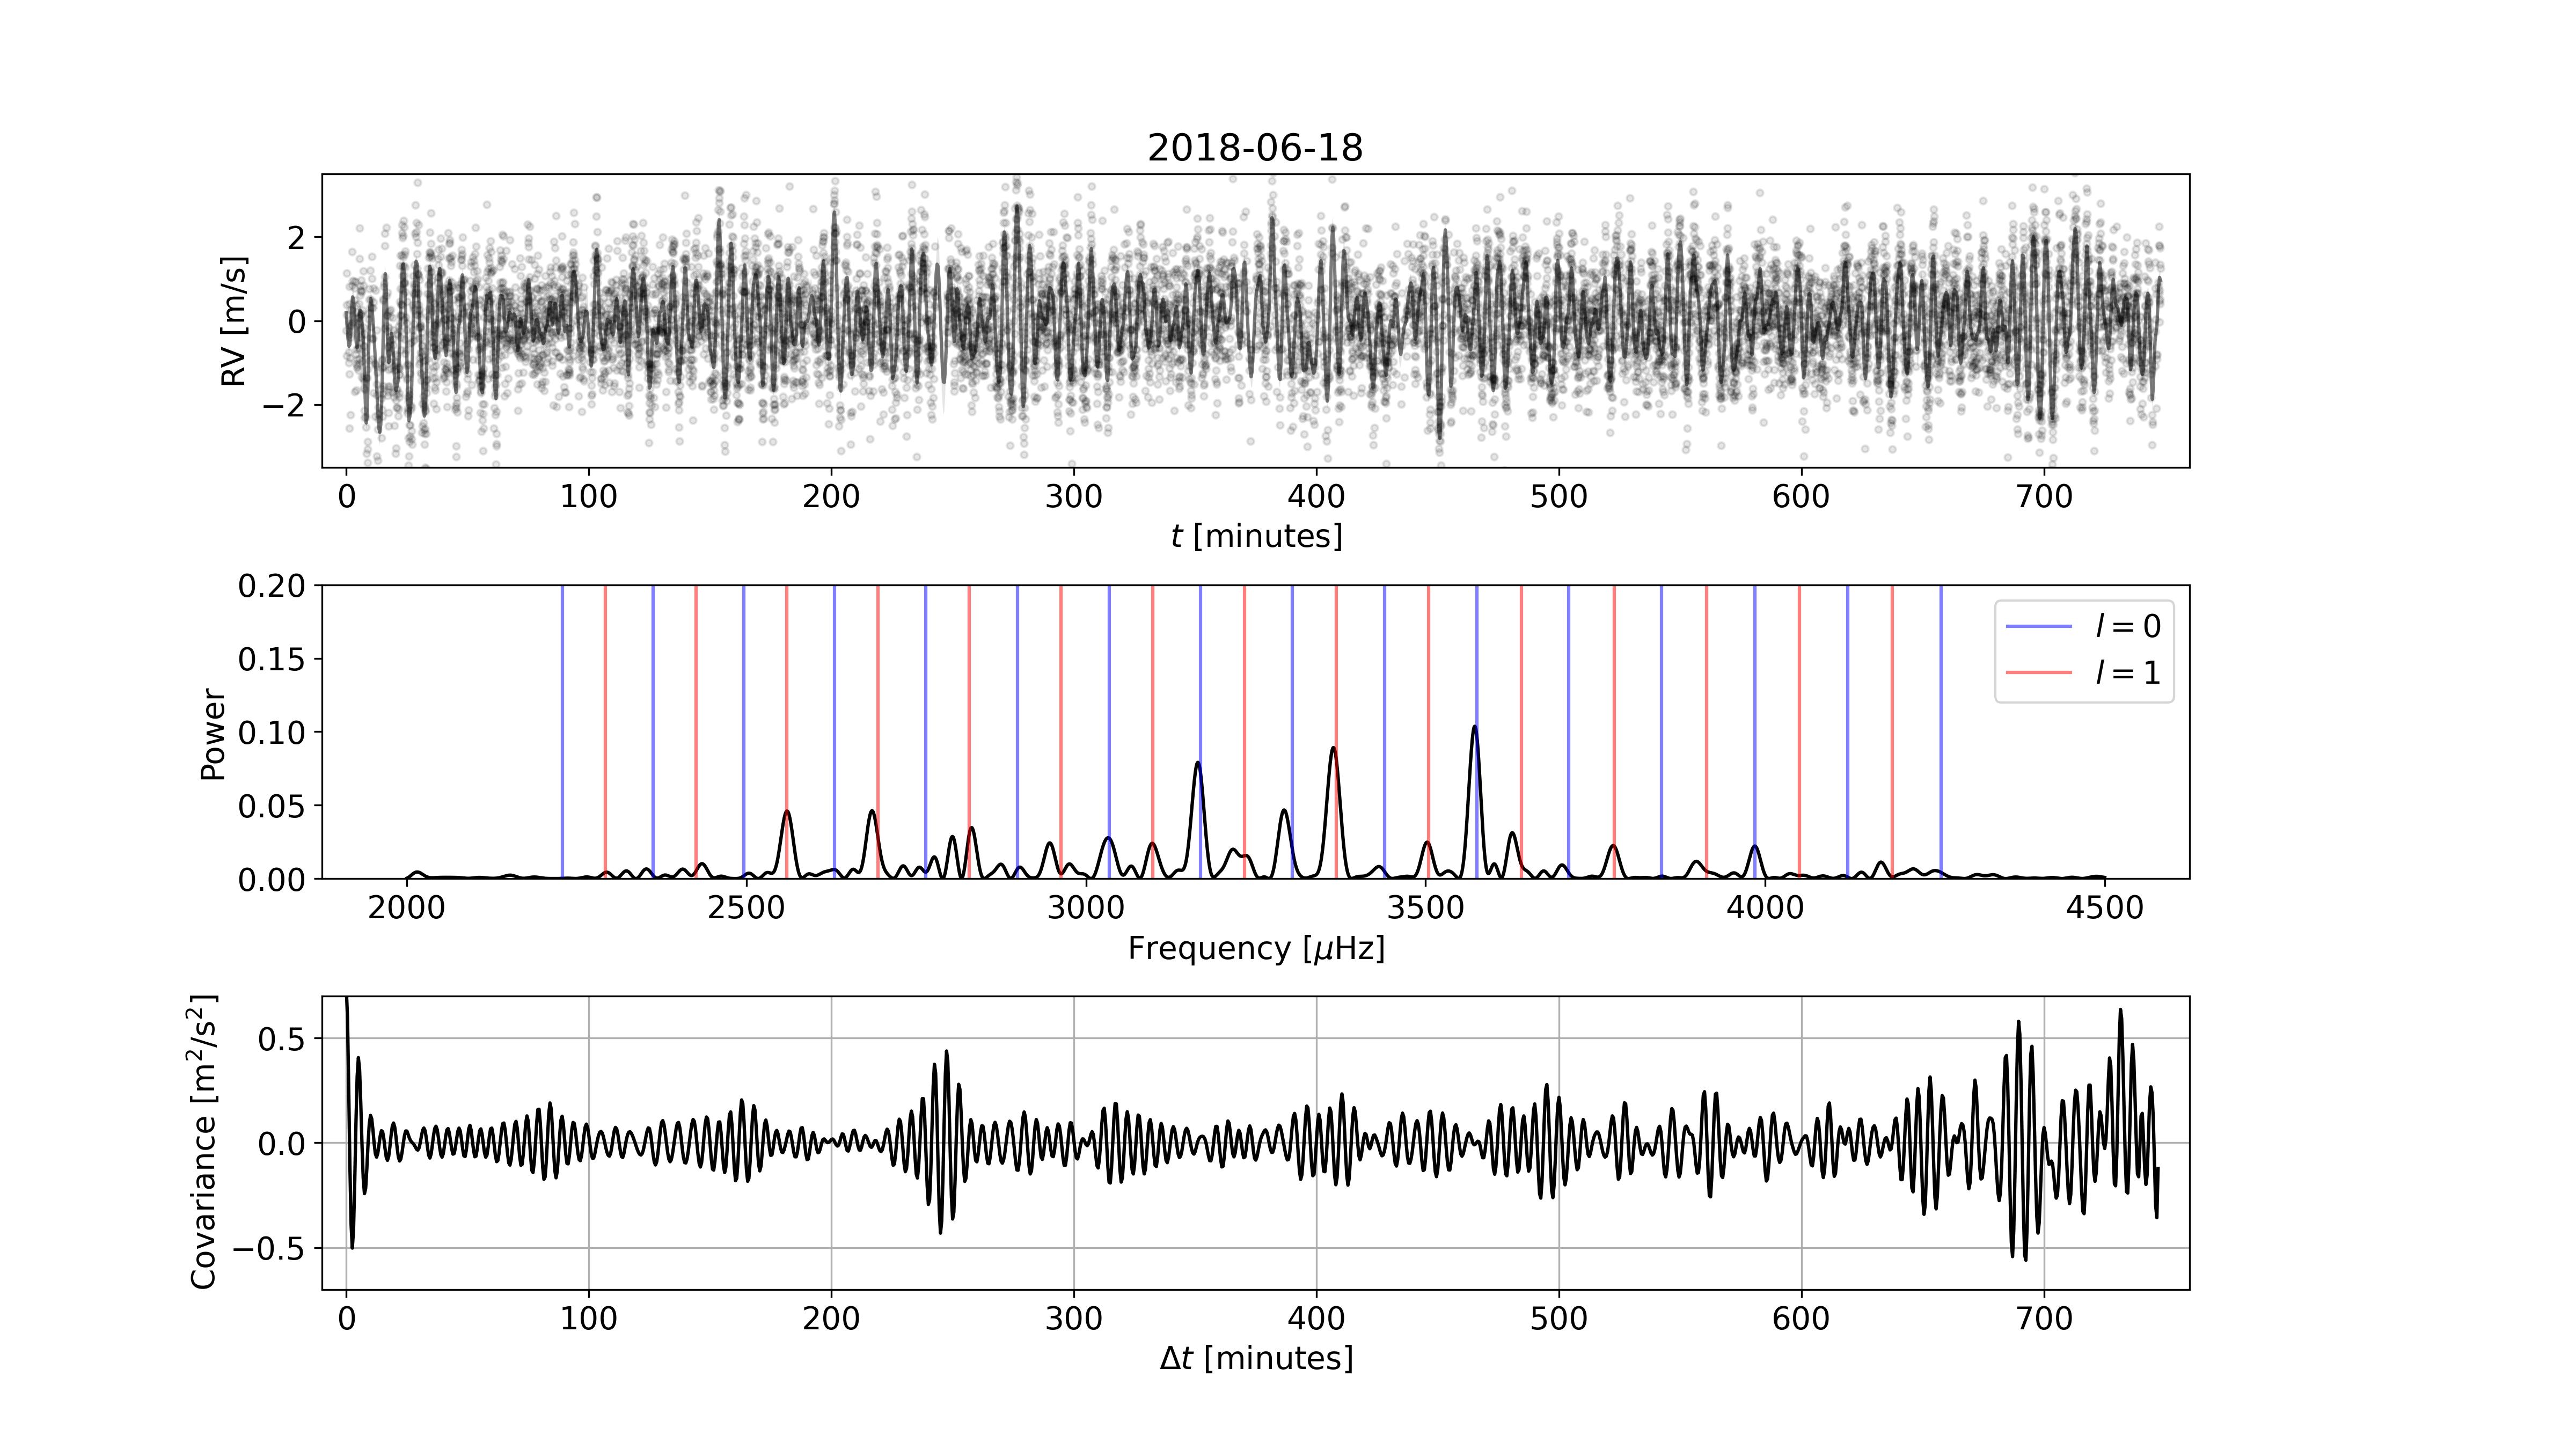 2018-06-18
RV [m/s]
2
0
−2
0 100 200 300 400 500 600 700
t [minutes]
Power
0.20
0.15
0.10
0.05
0.00
l = 0
l = 1
2000 2500 3000 3500 4000 4500
Frequency [μHz]
Covariance [m²/s²]
0.5
0.0
−0.5
0 100 200 300 400 500 600 700
Δt [minutes]